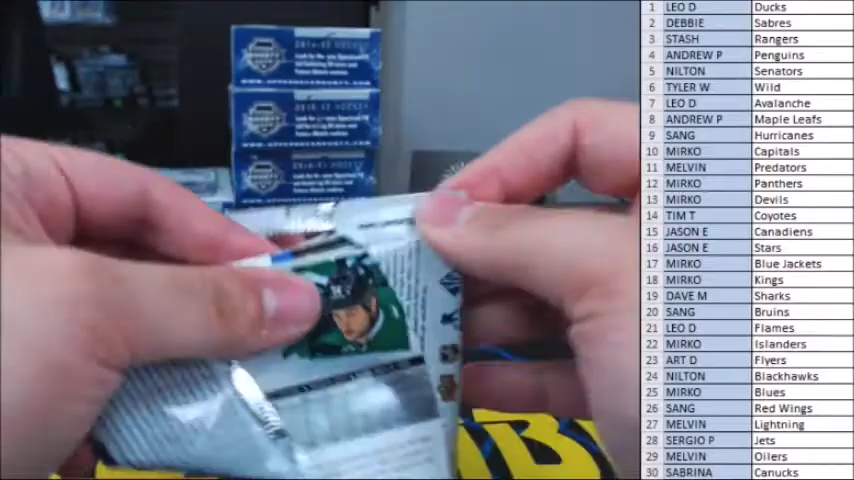 1 LEO D Ducks
2 DEBBIE Sabres
3 STASH Rangers
4 ANDREW P Penguins
5 NILTON Senators
6 TYLER W Wild
7 LEO D Avalanche
8 ANDREW P Maple Leafs
9 SANG Hurricanes
10 MIRKO Capitals
11 MELVIN Predators
12 MIRKO Panthers
13 MIRKO Devils
14 TIM T Coyotes
15 JASON E Canadiens
16 JASON E Stars
17 MIRKO Blue Jackets
18 MIRKO Kings
19 DAVE M Sharks
20 SANG Bruins
21 LEO D Flames
22 MIRKO Islanders
23 ART D Flyers
24 NILTON Blackhawks
25 MIRKO Blues
26 SANG Red Wings
27 MELVIN Lightning
28 SERGIO P Jets
29 MELVIN Oilers
30 SABRINA Canucks